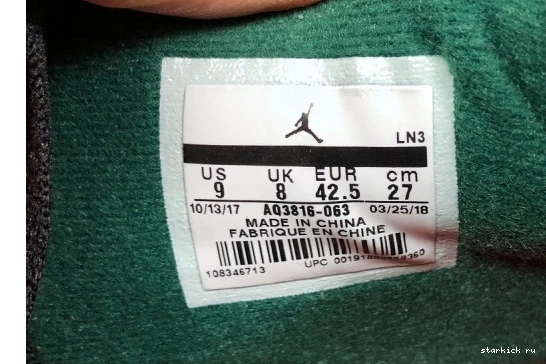 LN3
US UK EUR cm
9 8 42.5 27
10/13/17 AQ3816-063 03/25/18
MADE IN CHINA
FABRIQUE EN CHINE
108346713 UPC
starkick ru